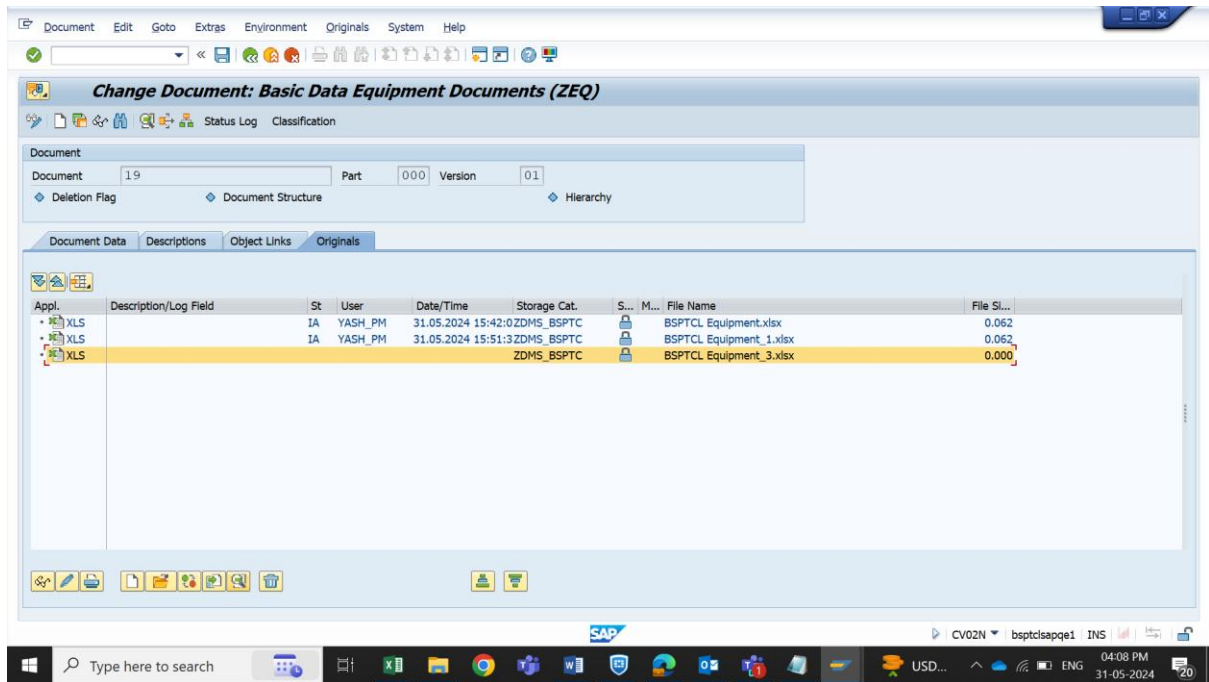 Document Edit Goto Extras Environment Originals System Help
Change Document: Basic Data Equipment Documents (ZEQ)
Status Log Classification
Document
Document 19 Part 000 Version 01
Deletion Flag Document Structure Hierarchy
Document Data Descriptions Object Links Originals
Appl. Description/Log Field St User Date/Time Storage Cat. S... M... File Name File Si...
XLS IA YASH_PM 31.05.2024 15:42:0 ZDMS_BSPTC BSPTCL Equipment.xlsx 0.062
XLS IA YASH_PM 31.05.2024 15:51:3 ZDMS_BSPTC BSPTCL Equipment_1.xlsx 0.062
XLS ZDMS_BSPTC BSPTCL Equipment_3.xlsx 0.000
SAP CV02N bsptclsapqe1 INS
Type here to search USD... ENG 04:08 PM
31-05-2024 20